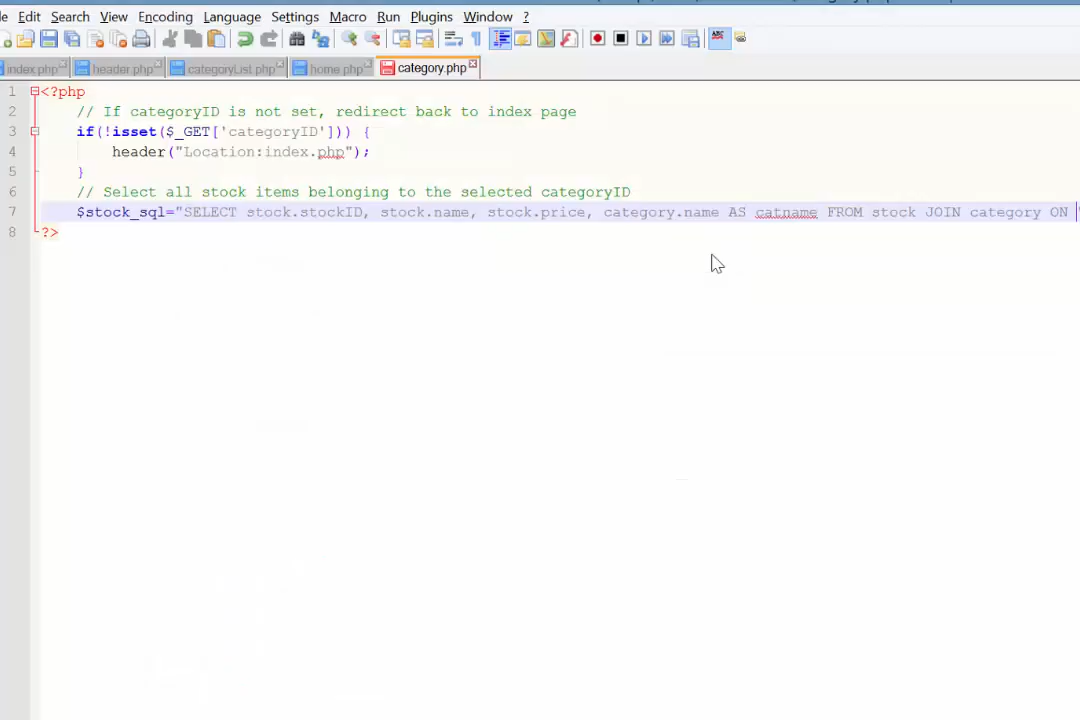 le Edit Search View Encoding Language Settings Macro Run Plugins Window ?
index.php header.php categoryList.php home.php category.php
1 <?php
2 // If categoryID is not set, redirect back to index page
3 if(!isset($_GET['categoryID'])) {
4 header("Location:index.php");
5 }
6 // Select all stock items belonging to the selected categoryID
7 $stock_sql="SELECT stock.stockID, stock.name, stock.price, category.name AS catname FROM stock JOIN category ON
8 ?>